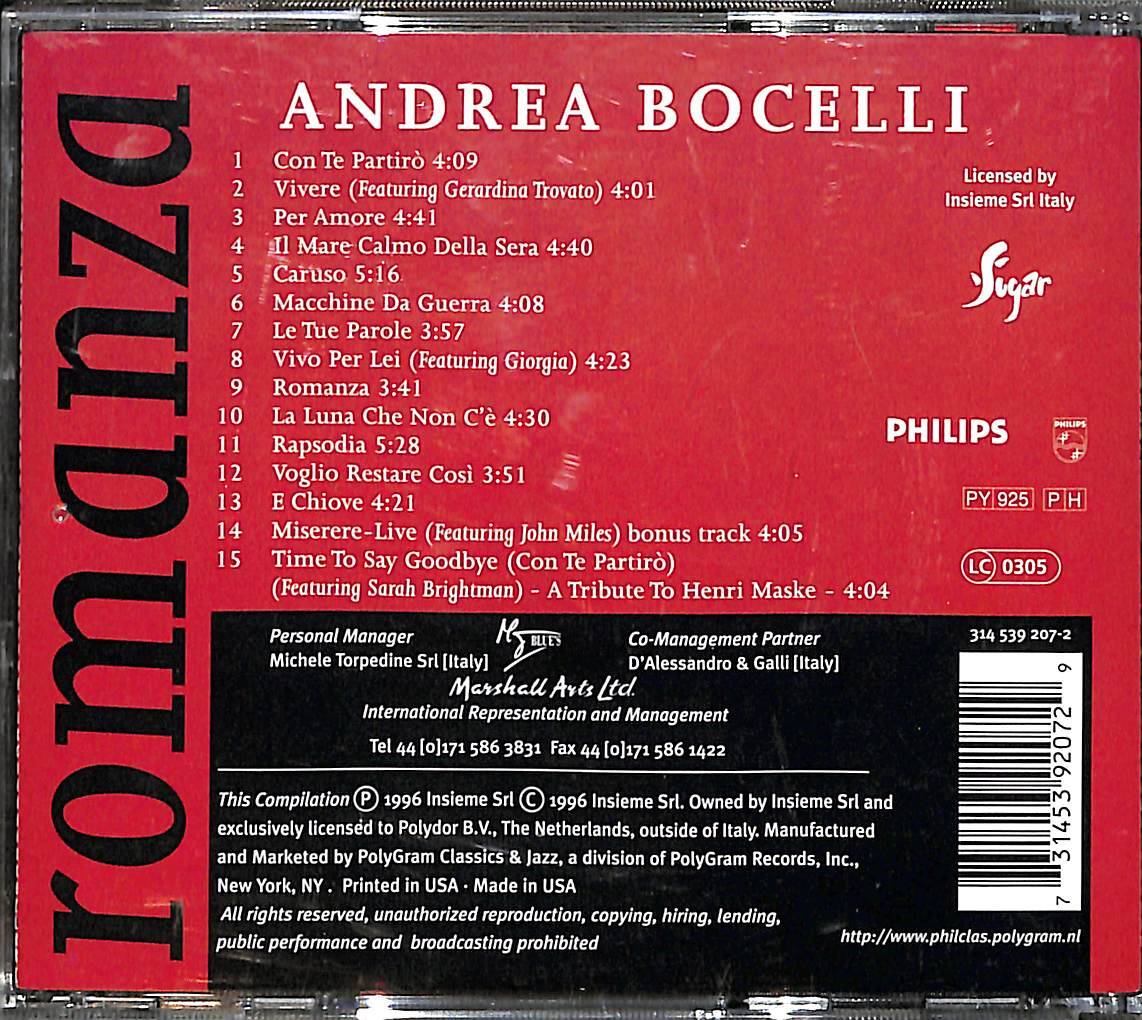 romanza
ANDREA BOCELLI
1 Con Te Partirò 4:09
2 Vivere (Featuring Gerardina Trovato) 4:01
3 Per Amore 4:41
4 Il Mare Calmo Della Sera 4:40
5 Caruso 5:16
6 Macchine Da Guerra 4:08
7 Le Tue Parole 3:57
8 Vivo Per Lei (Featuring Giorgia) 4:23
9 Romanza 3:41
10 La Luna Che Non C'è 4:30
11 Rapsodia 5:28
12 Voglio Restare Così 3:51
13 E Chiove 4:21
14 Miserere-Live (Featuring John Miles) bonus track 4:05
15 Time To Say Goodbye (Con Te Partirò)
(Featuring Sarah Brightman) - A Tribute To Henri Maske - 4:04
Licensed by
Insieme Srl Italy
Sugar
PHILIPS
PHILIPS
PY 925 P H
LC 0305
314 539 207-2
7 31453 92072 9
Personal Manager
Michele Torpedine Srl [Italy]
BLUES
Co-Management Partner
D'Alessandro & Galli [Italy]
Marshall Arts Ltd.
International Representation and Management
Tel 44 [0]171 586 3831 Fax 44 [0]171 586 1422
This Compilation Ⓟ 1996 Insieme Srl © 1996 Insieme Srl. Owned by Insieme Srl and
exclusively licensed to Polydor B.V., The Netherlands, outside of Italy. Manufactured
and Marketed by PolyGram Classics & Jazz, a division of PolyGram Records, Inc.,
New York, NY . Printed in USA · Made in USA
All rights reserved, unauthorized reproduction, copying, hiring, lending,
public performance and broadcasting prohibited
http://www.philclas.polygram.nl